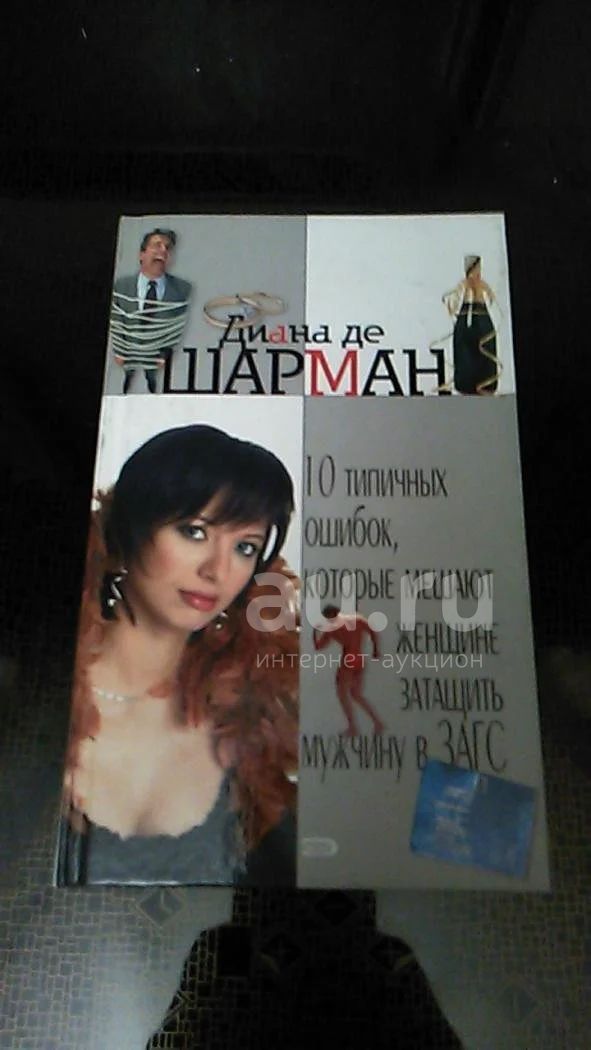 Диана де
ШАРМАН
10 типичных
ошибок,
которые мешают
женщине
затащить
мужчину в ЗАГС
au.ru
интернет-аукцион